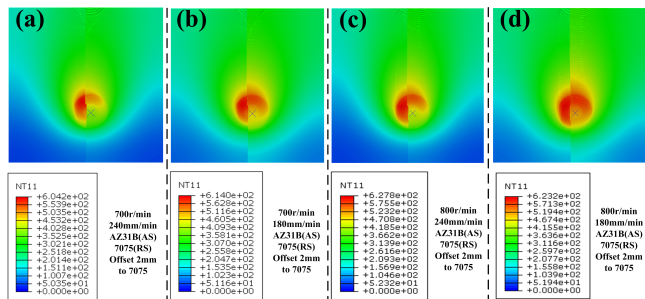 (a)
(b)
(c)
(d)
NT11
+6.042e+02
+5.539e+02
+5.035e+02
+4.532e+02
+4.028e+02
+3.525e+02
+3.021e+02
+2.518e+02
+2.014e+02
+1.511e+02
+1.007e+02
+5.035e+01
+0.000e+00
700r/min
240mm/min
AZ31B(AS)
7075(RS)
Offset 2mm
to 7075
NT11
+6.140e+02
+5.628e+02
+5.116e+02
+4.605e+02
+4.093e+02
+3.581e+02
+3.070e+02
+2.558e+02
+2.047e+02
+1.535e+02
+1.023e+02
+5.116e+01
+0.000e+00
700r/min
180mm/min
AZ31B(AS)
7075(RS)
Offset 2mm
to 7075
NT11
+6.278e+02
+5.755e+02
+5.232e+02
+4.708e+02
+4.185e+02
+3.662e+02
+3.139e+02
+2.616e+02
+2.093e+02
+1.569e+02
+1.046e+02
+5.232e+01
+0.000e+00
800r/min
240mm/min
AZ31B(AS)
7075(RS)
Offset 2mm
to 7075
NT11
+6.232e+02
+5.713e+02
+5.194e+02
+4.674e+02
+4.155e+02
+3.636e+02
+3.116e+02
+2.597e+02
+2.077e+02
+1.558e+02
+1.039e+02
+5.194e+01
+0.000e+00
800r/min
180mm/min
AZ31B(AS)
7075(RS)
Offset 2mm
to 7075